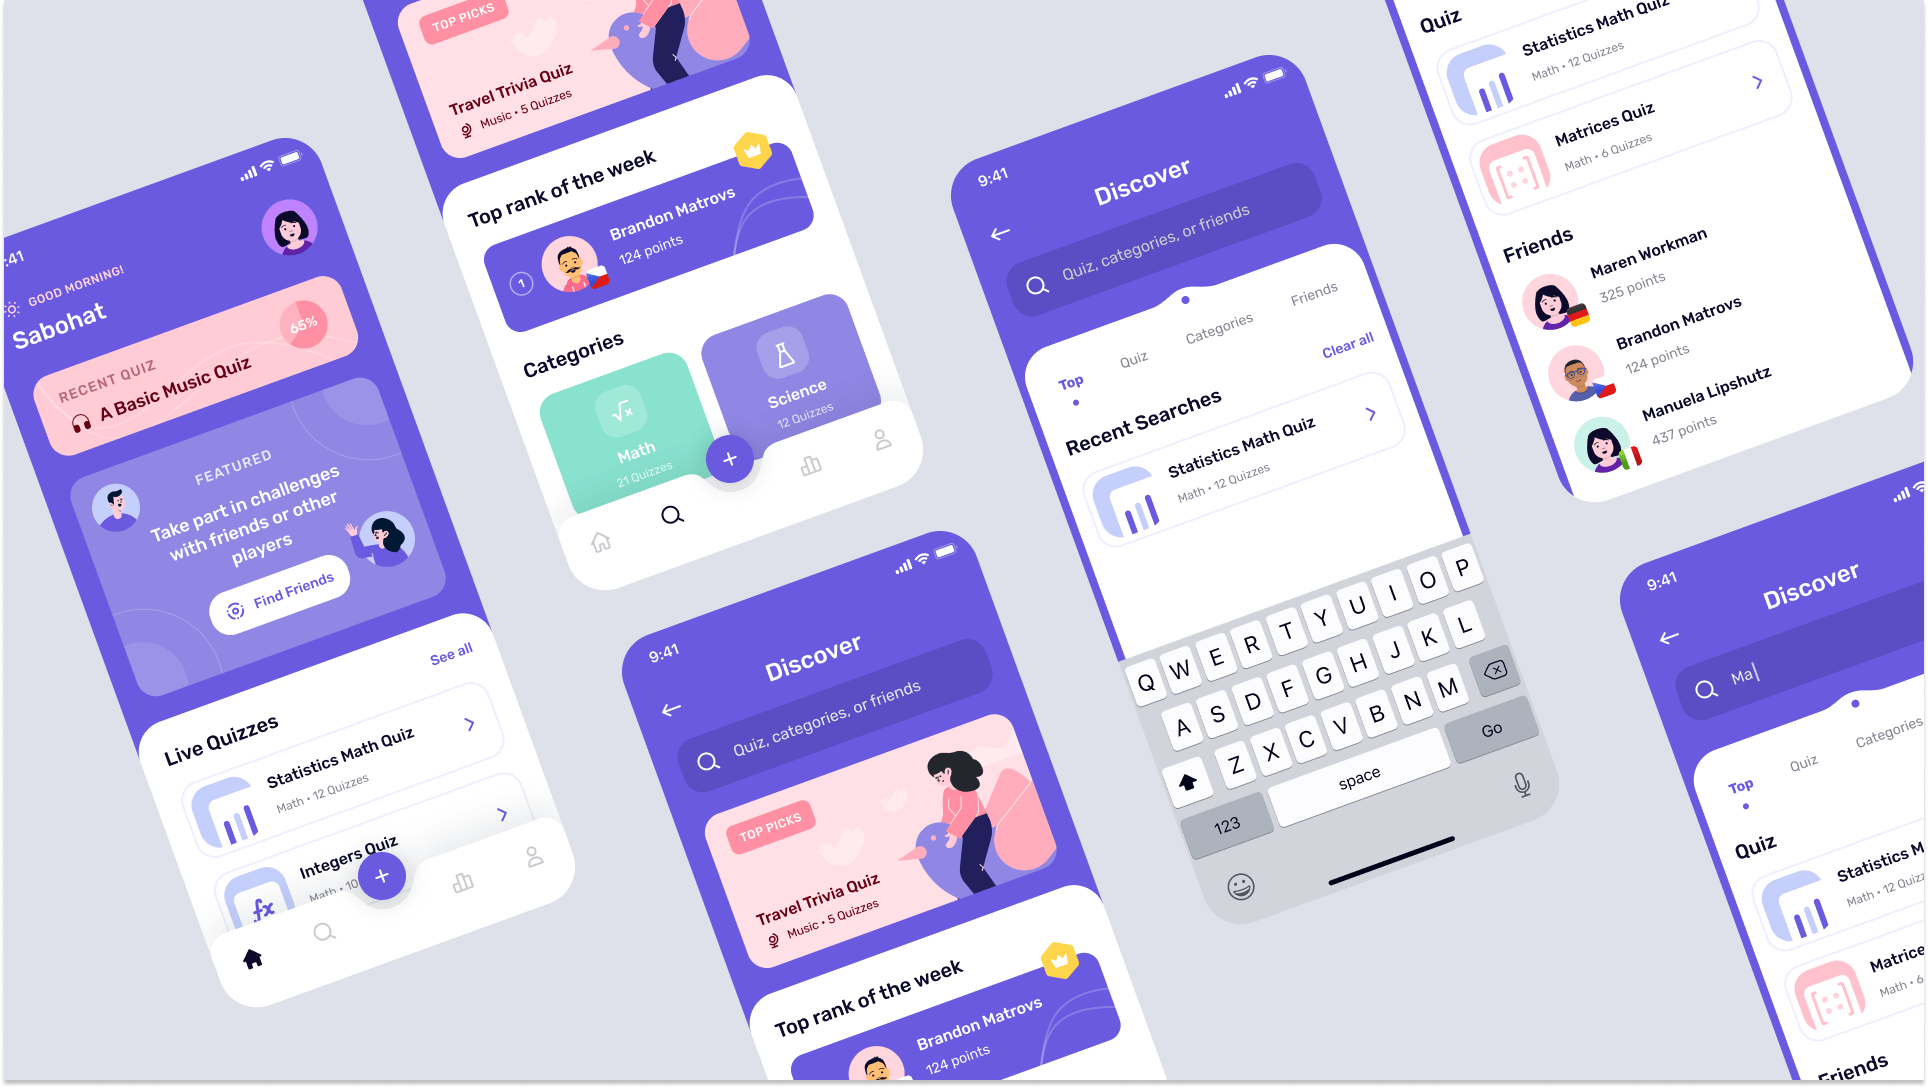 :41
GOOD MORNING!
Sabohat
RECENT QUIZ
A Basic Music Quiz
65%
FEATURED
Take part in challenges
with friends or other
players
Find Friends
Live Quizzes
See all
Statistics Math Quiz
Math • 12 Quizzes
Integers Quiz
Math • 10
fx
TOP PICKS
Travel Trivia Quiz
Music • 5 Quizzes
Top rank of the week
1
Brandon Matrovs
124 points
Categories
√x
Math
21 Quizzes
Science
12 Quizzes
9:41
Discover
Quiz, categories, or friends
TOP PICKS
Travel Trivia Quiz
Music • 5 Quizzes
Top rank of the week
Brandon Matrovs
124 points
9:41
Discover
Quiz, categories, or friends
Top
Quiz
Categories
Friends
Recent Searches
Clear all
Statistics Math Quiz
Math • 12 Quizzes
Q W E R T Y U I O P
A S D F G H J K L
Z X C V B N M
123
space
Go
Quiz
Statistics Math Quiz
Math • 12 Quizzes
Matrices Quiz
Math • 6 Quizzes
Friends
Maren Workman
325 points
Brandon Matrovs
124 points
Manuela Lipshutz
437 points
9:41
Discover
Ma
Top
Quiz
Categories
Quiz
Statistics M
Math • 12 Quizz
Matrice
Math • 6
Friends